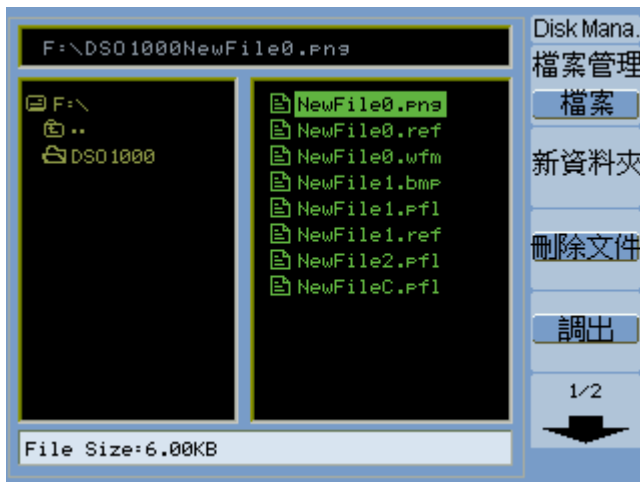 F:\DSO1000NewFile0.png
F:\
..
DSO1000
NewFile0.png
NewFile0.ref
NewFile0.wfm
NewFile1.bmp
NewFile1.pfl
NewFile1.ref
NewFile2.pfl
NewFileC.pfl
File Size:6.00KB
Disk Mana.
檔案管理
檔案
新資料夾
刪除文件
調出
1/2